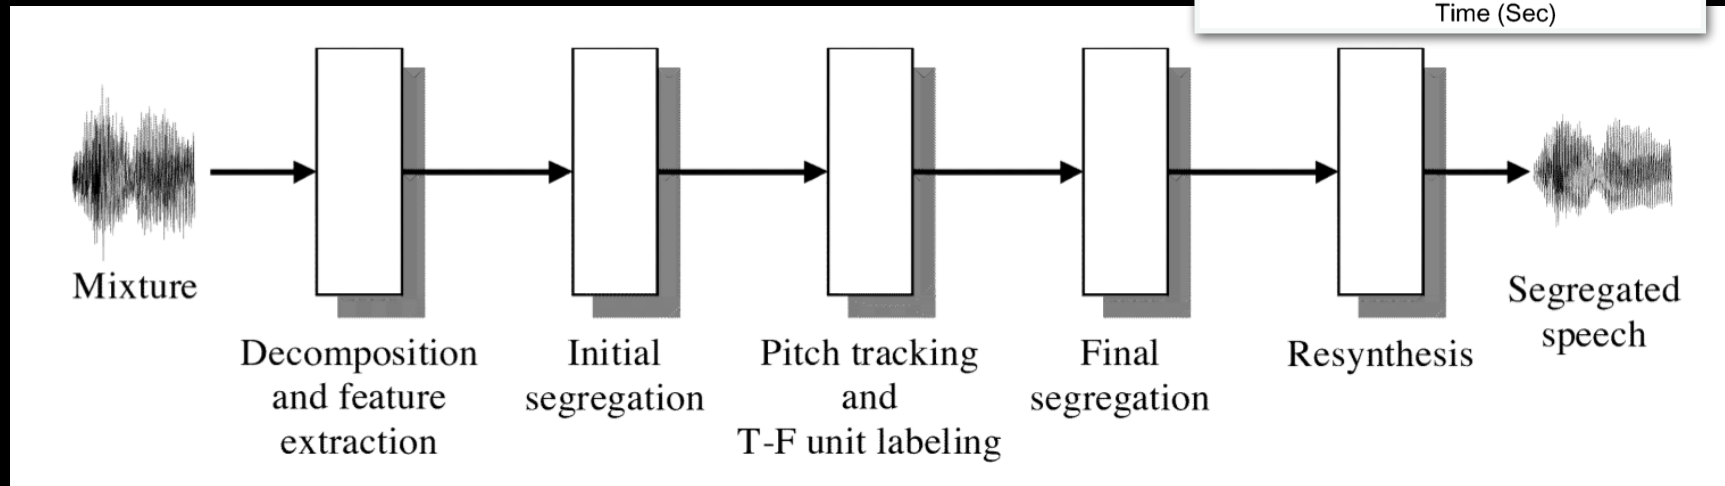 Time (Sec)
Mixture
Decomposition
and feature
extraction
Initial
segregation
Pitch tracking
and
T-F unit labeling
Final
segregation
Resynthesis
Segregated
speech